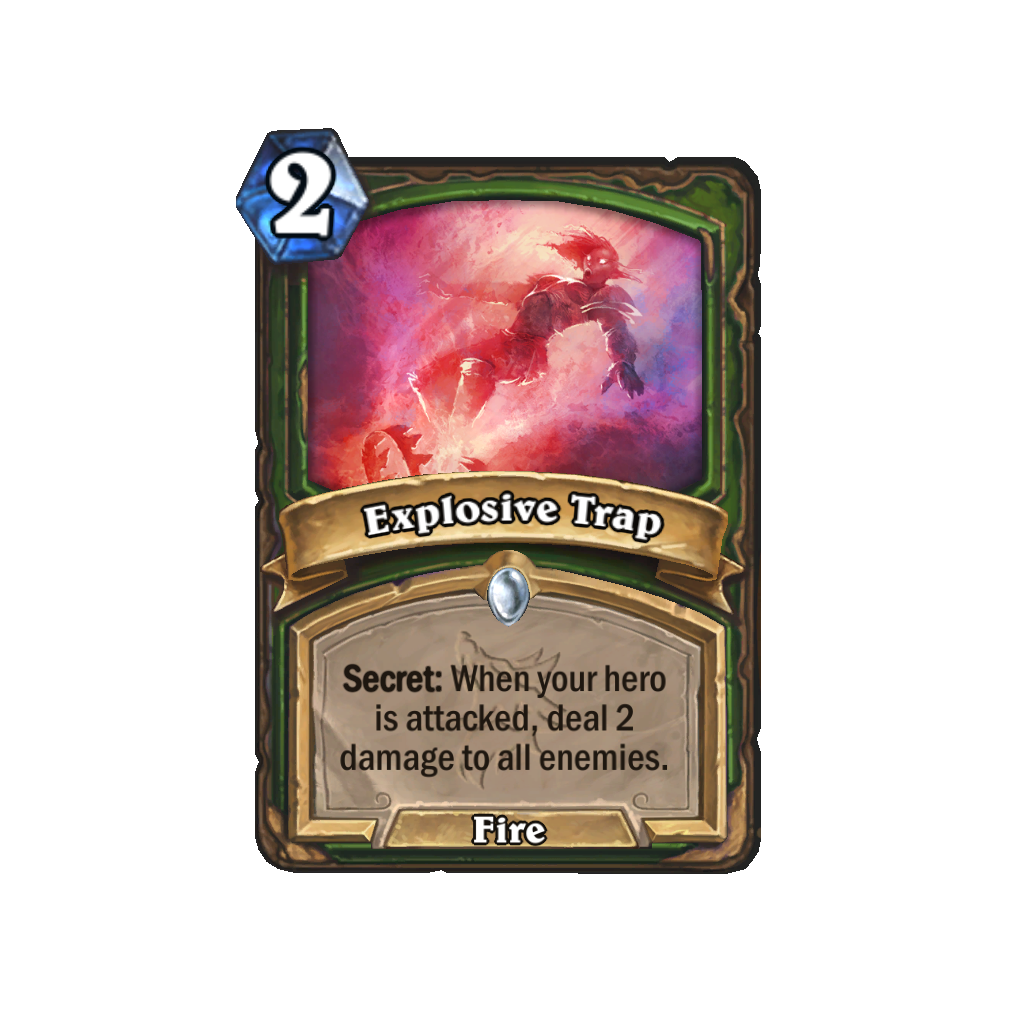 2
Explosive Trap
Secret: When your hero
is attacked, deal 2
damage to all enemies.
Fire